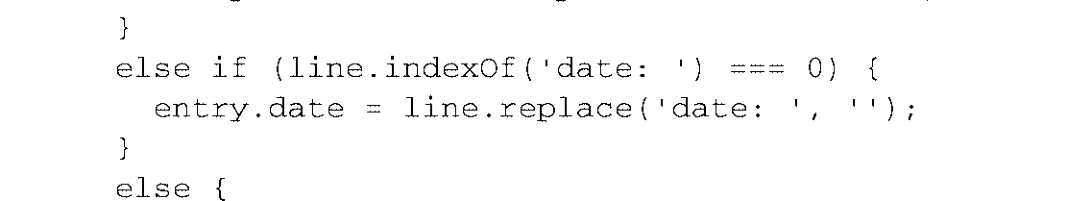 }
else if (line.indexOf('date: ') === 0) {
  entry.date = line.replace('date: ', '');
}
else {